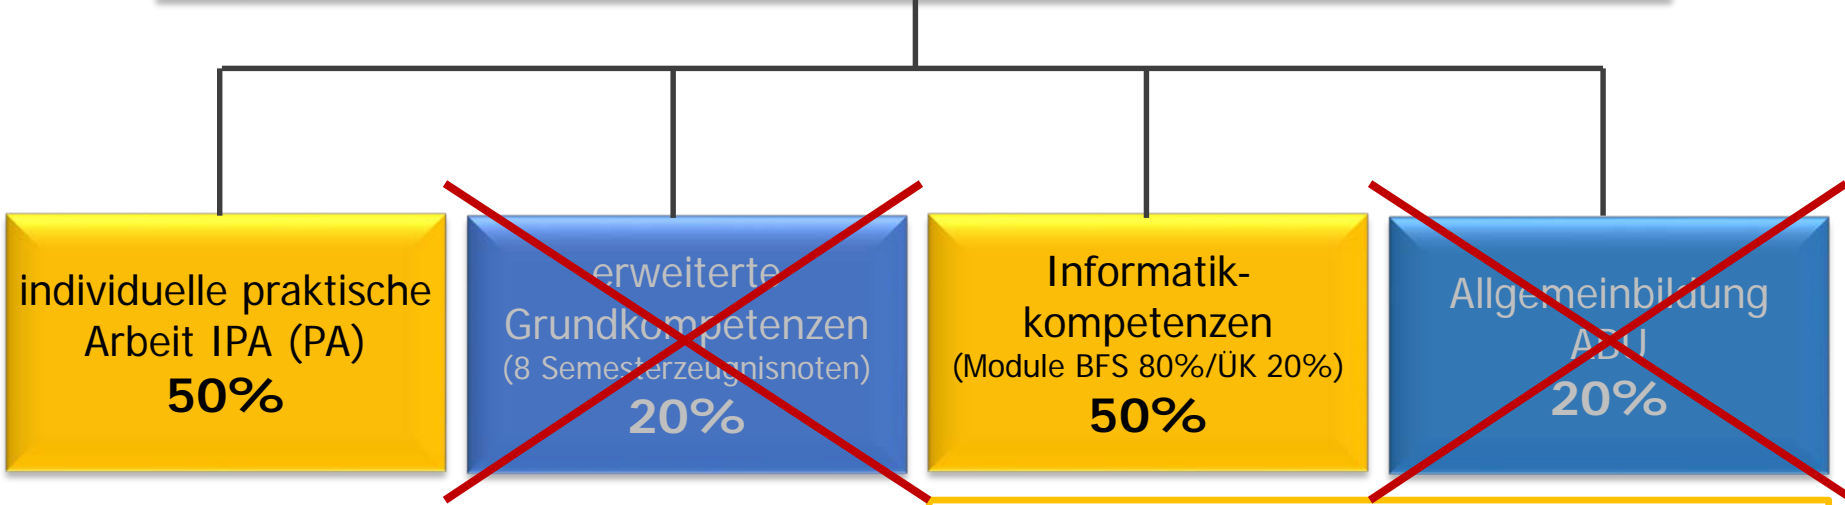 individuelle praktische
Arbeit IPA (PA)
50%
erweiterte
Grundkompetenzen
(8 Semesterzeugnisnoten)
20%
Informatik-
kompetenzen
(Module BFS 80%/ÜK 20%)
50%
Allgemeinbildung
ABU
20%